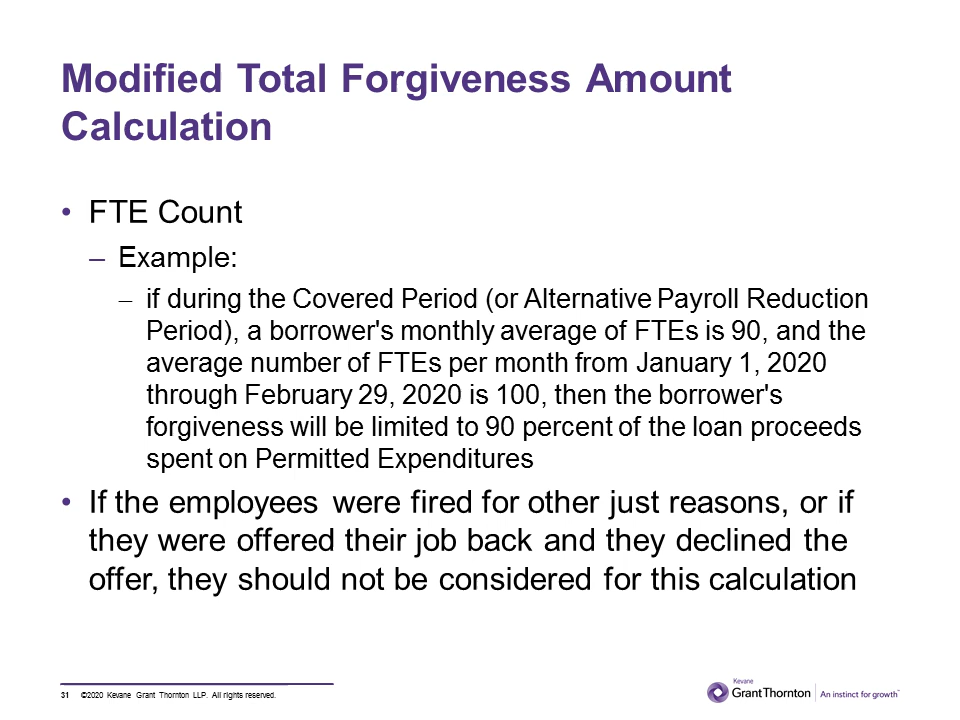 Modified Total Forgiveness Amount
Calculation
• FTE Count
– Example:
– if during the Covered Period (or Alternative Payroll Reduction
Period), a borrower's monthly average of FTEs is 90, and the
average number of FTEs per month from January 1, 2020
through February 29, 2020 is 100, then the borrower's
forgiveness will be limited to 90 percent of the loan proceeds
spent on Permitted Expenditures
• If the employees were fired for other just reasons, or if
they were offered their job back and they declined the
offer, they should not be considered for this calculation
31 ©2020 Kevane Grant Thornton LLP. All rights reserved.
Kevane
GrantThornton | An instinct for growth™